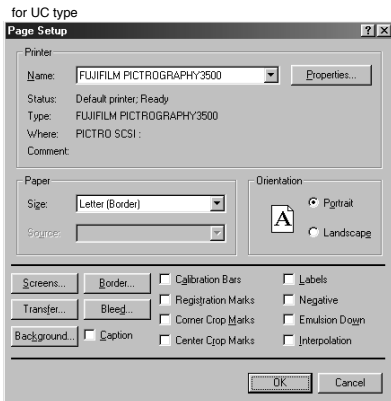 for UC type
Page Setup
Printer
Name: FUJIFILM PICTROGRAPHY3500 Properties...
Status: Default printer; Ready
Type: FUJIFILM PICTROGRAPHY3500
Where: PICTRO SCSI :
Comment:
Paper
Size: Letter (Border)
Source:
Orientation
A
Portrait
Landscape
Screens... Border... Calibration Bars Labels
Transfer... Bleed... Registration Marks Negative
Corner Crop Marks Emulsion Down
Background... Caption Center Crop Marks Interpolation
OK Cancel